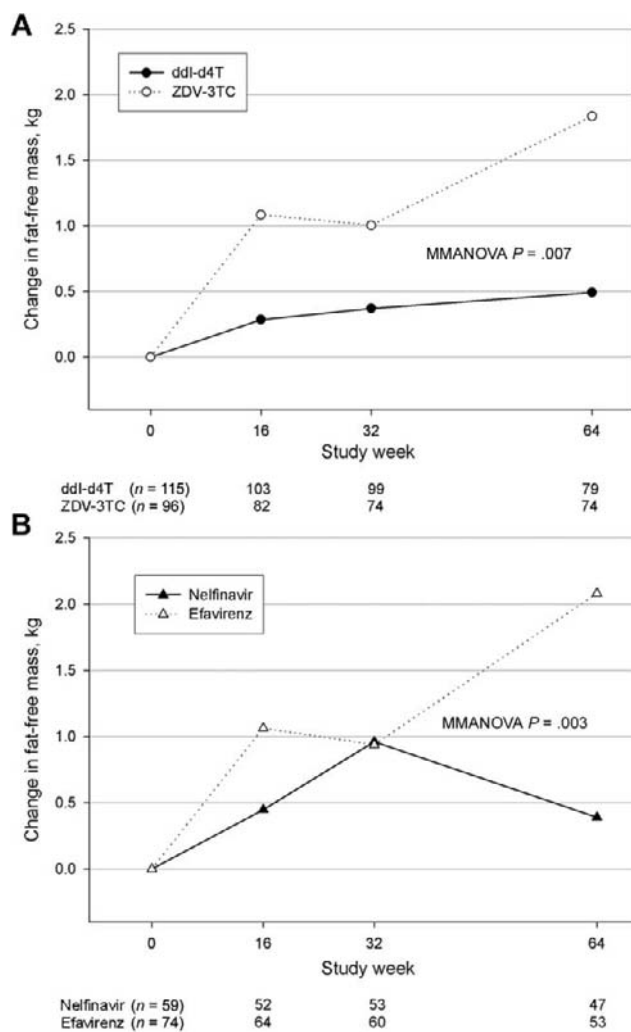 A
2.5
2.0
1.5
1.0
0.5
0.0
Change in fat-free mass, kg
ddI-d4T
ZDV-3TC
MMANOVA P = .007
0 16 32 64
Study week
ddI-d4T (n = 115) 103 99 79
ZDV-3TC (n = 96) 82 74 74
B
2.5
2.0
1.5
1.0
0.5
0.0
Change in fat-free mass, kg
Nelfinavir
Efavirenz
MMANOVA P = .003
0 16 32 64
Study week
Nelfinavir (n = 59) 52 53 47
Efavirenz (n = 74) 64 60 53